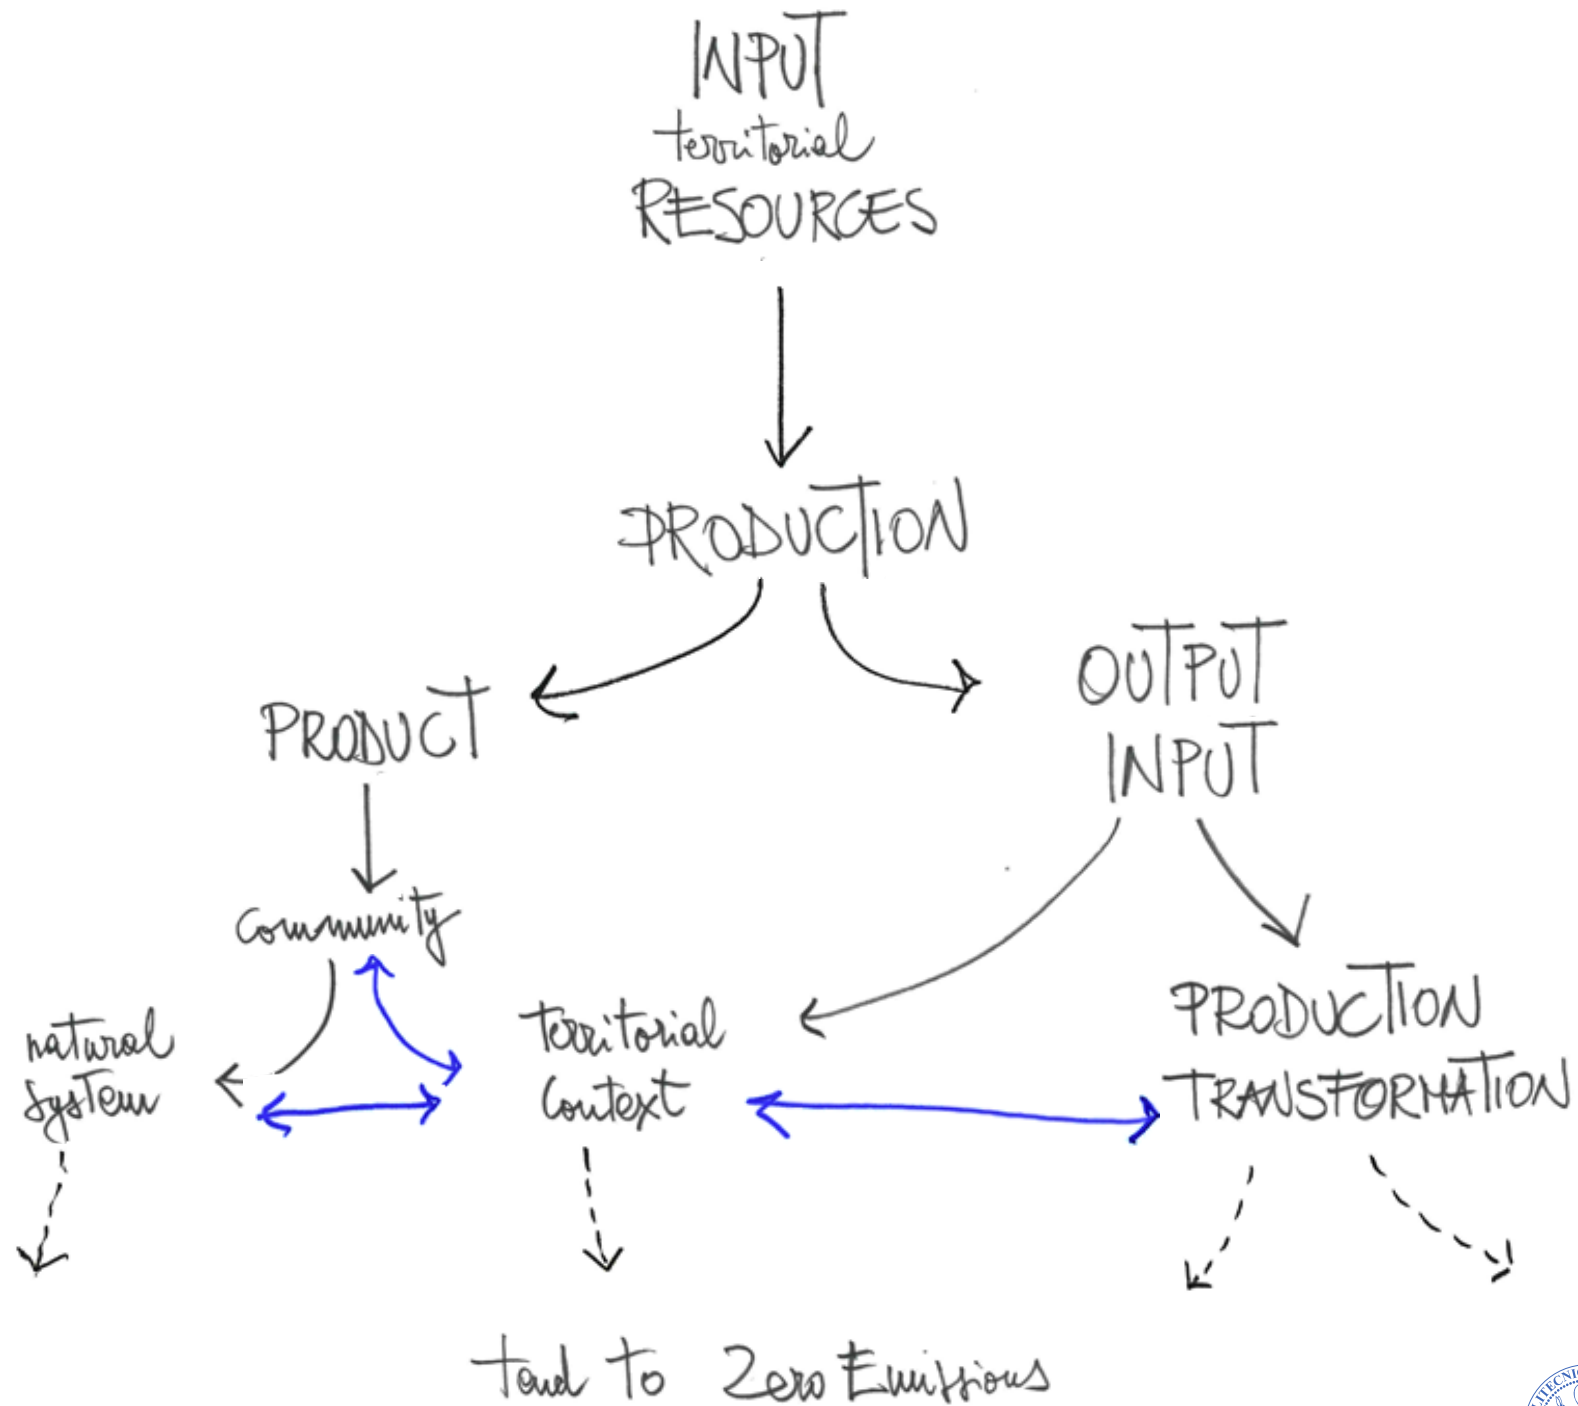 INPUT
territorial
RESOURCES
PRODUCTION
OUTPUT
INPUT
PRODUCT
Community
natural
system
territorial
Context
PRODUCTION
TRANSFORMATION
tend to Zero Emissions